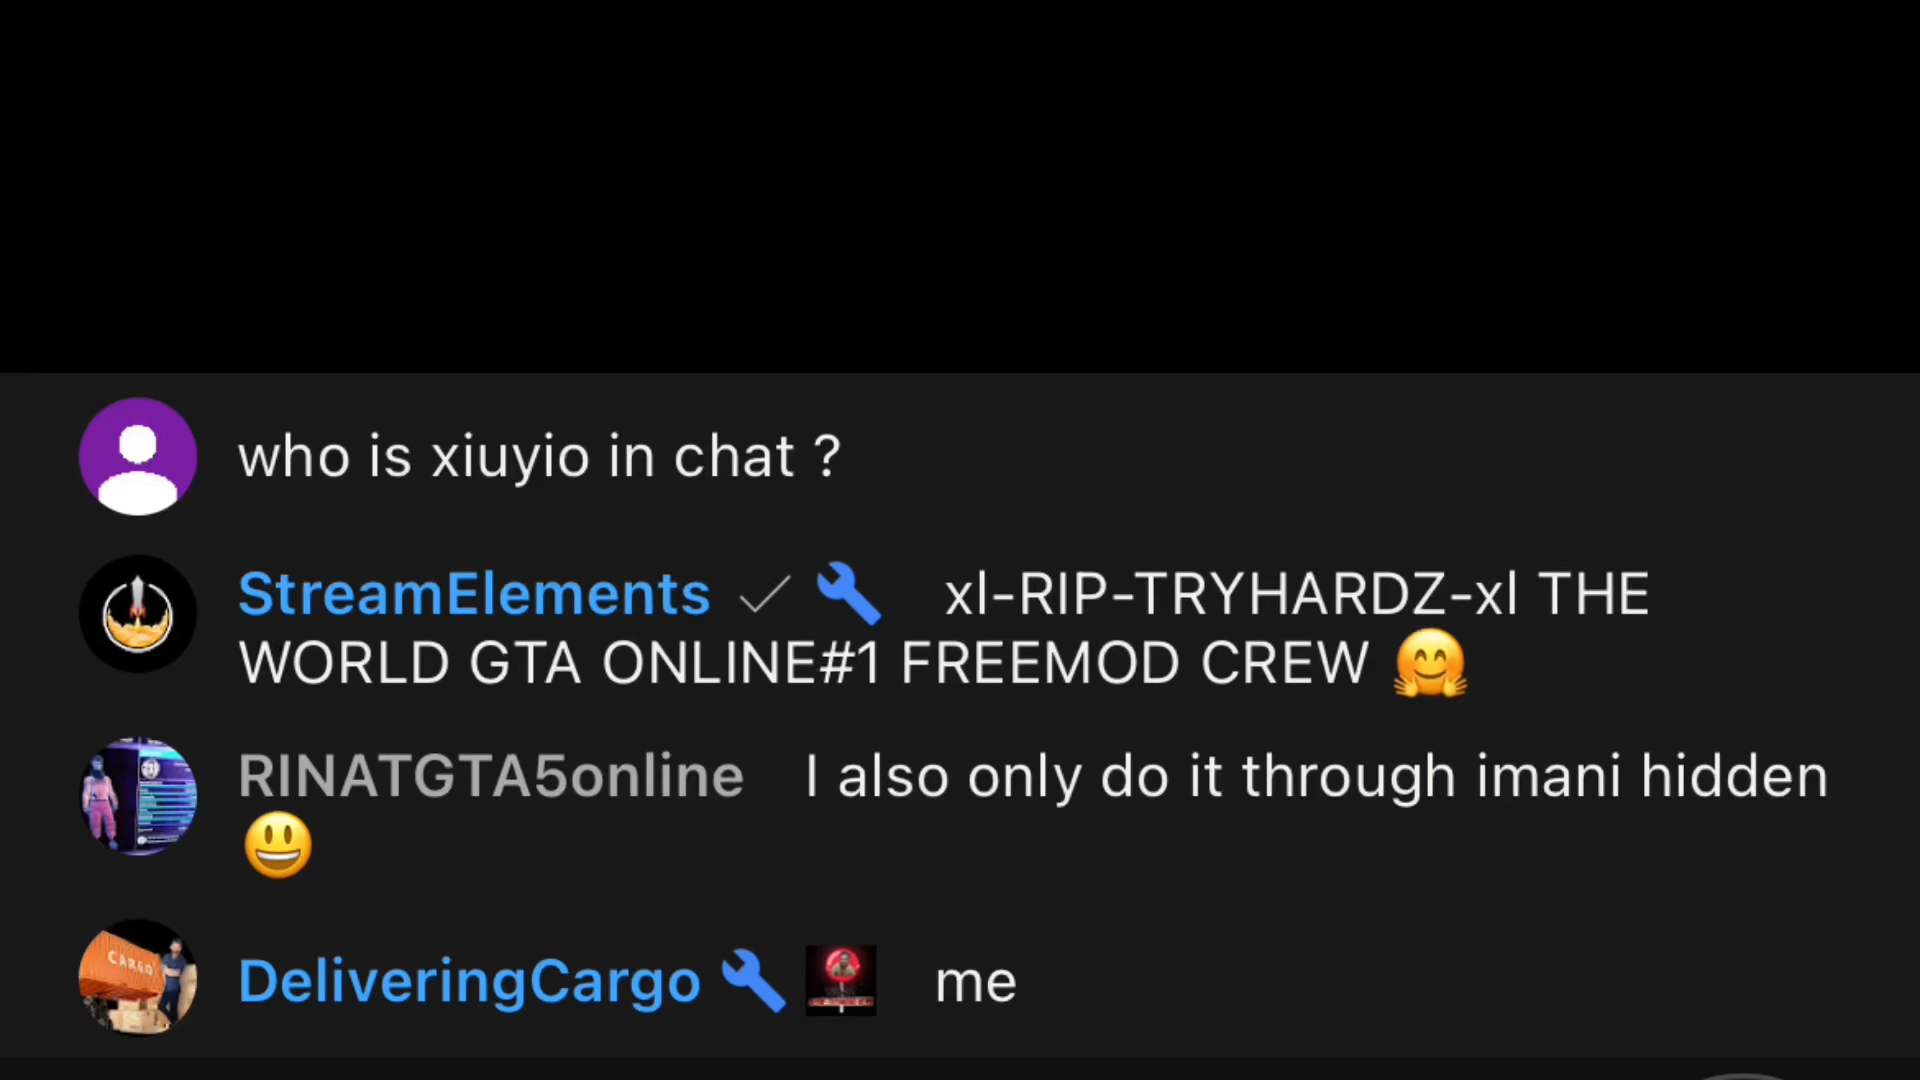 who is xiuyio in chat ?
StreamElements xl-RIP-TRYHARDZ-xl THE
WORLD GTA ONLINE#1 FREEMOD CREW 🤗
RINATGTA5online I also only do it through imani hidden
😃
CARGO
DeliveringCargo me